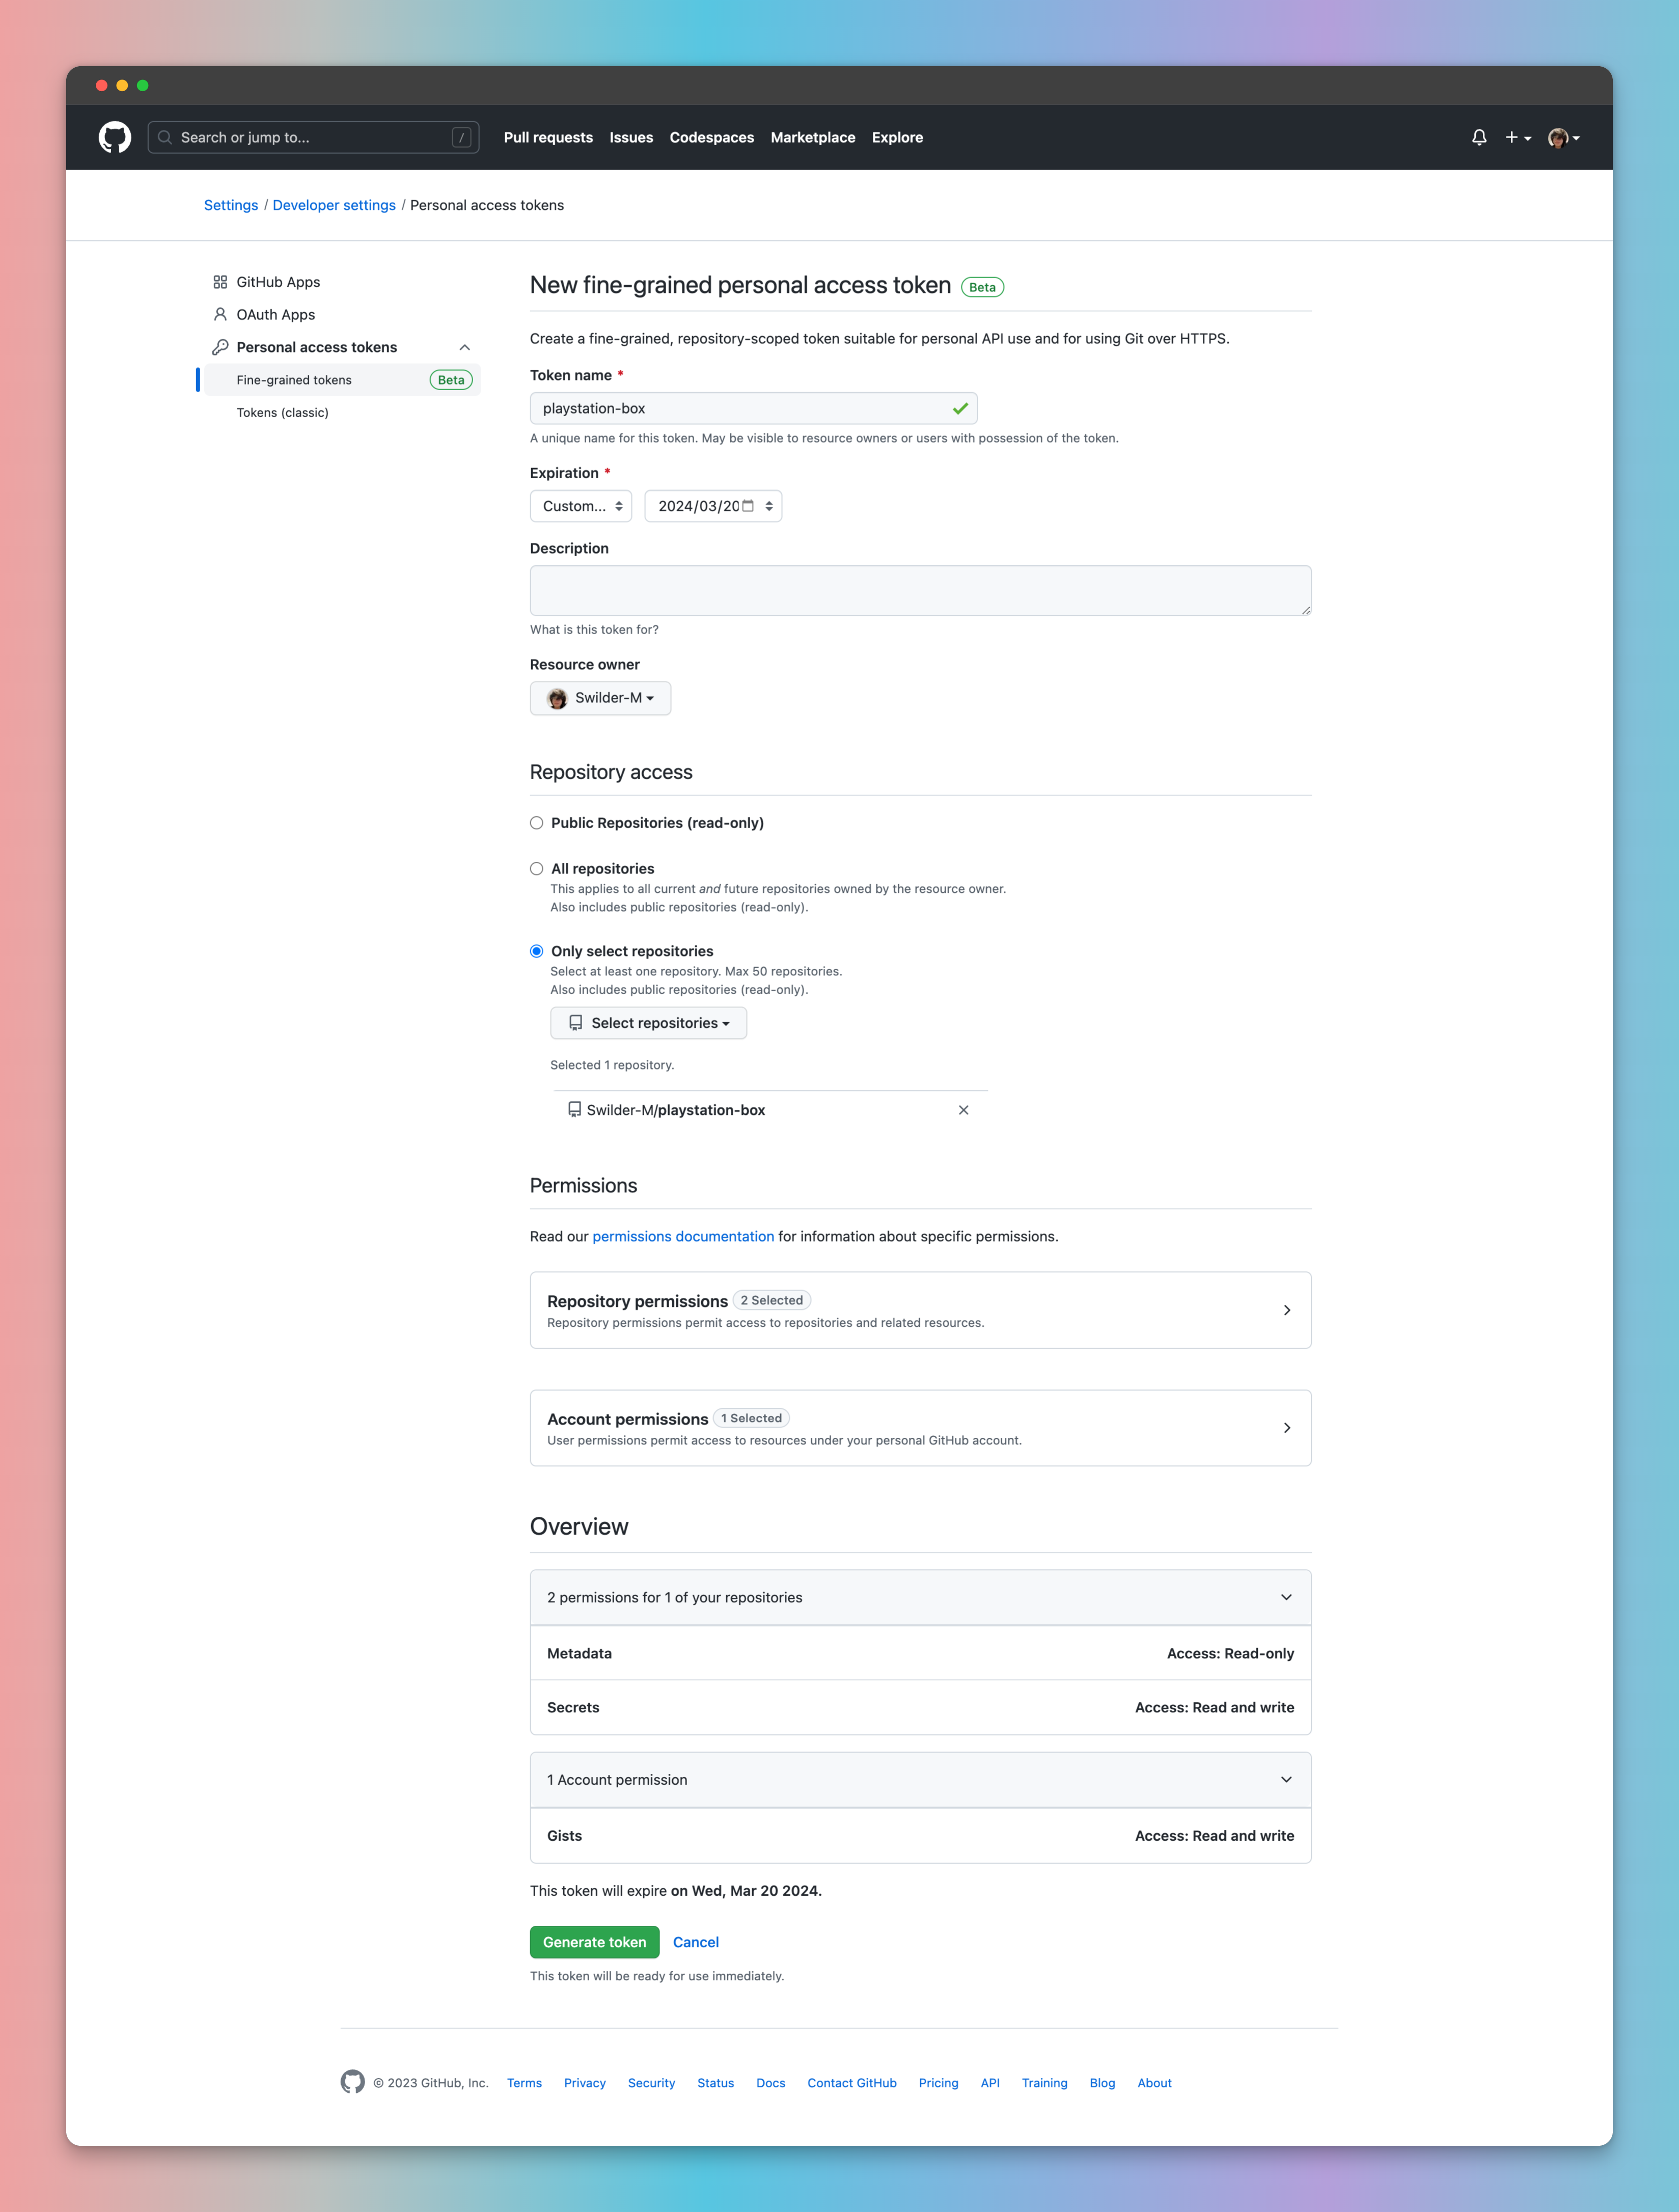 Search or jump to... /
Pull requests Issues Codespaces Marketplace Explore
Settings / Developer settings / Personal access tokens
GitHub Apps
OAuth Apps
Personal access tokens
Fine-grained tokens Beta
Tokens (classic)
New fine-grained personal access token Beta
Create a fine-grained, repository-scoped token suitable for personal API use and for using Git over HTTPS.
Token name *
playstation-box
A unique name for this token. May be visible to resource owners or users with possession of the token.
Expiration *
Custom... 2024/03/20
Description
What is this token for?
Resource owner
Swilder-M
Repository access
Public Repositories (read-only)
All repositories
This applies to all current and future repositories owned by the resource owner.
Also includes public repositories (read-only).
Only select repositories
Select at least one repository. Max 50 repositories.
Also includes public repositories (read-only).
Select repositories
Selected 1 repository.
Swilder-M/playstation-box
Permissions
Read our permissions documentation for information about specific permissions.
Repository permissions 2 Selected
Repository permissions permit access to repositories and related resources.
Account permissions 1 Selected
User permissions permit access to resources under your personal GitHub account.
Overview
2 permissions for 1 of your repositories
Metadata Access: Read-only
Secrets Access: Read and write
1 Account permission
Gists Access: Read and write
This token will expire on Wed, Mar 20 2024.
Generate token Cancel
This token will be ready for use immediately.
© 2023 GitHub, Inc. Terms Privacy Security Status Docs Contact GitHub Pricing API Training Blog About